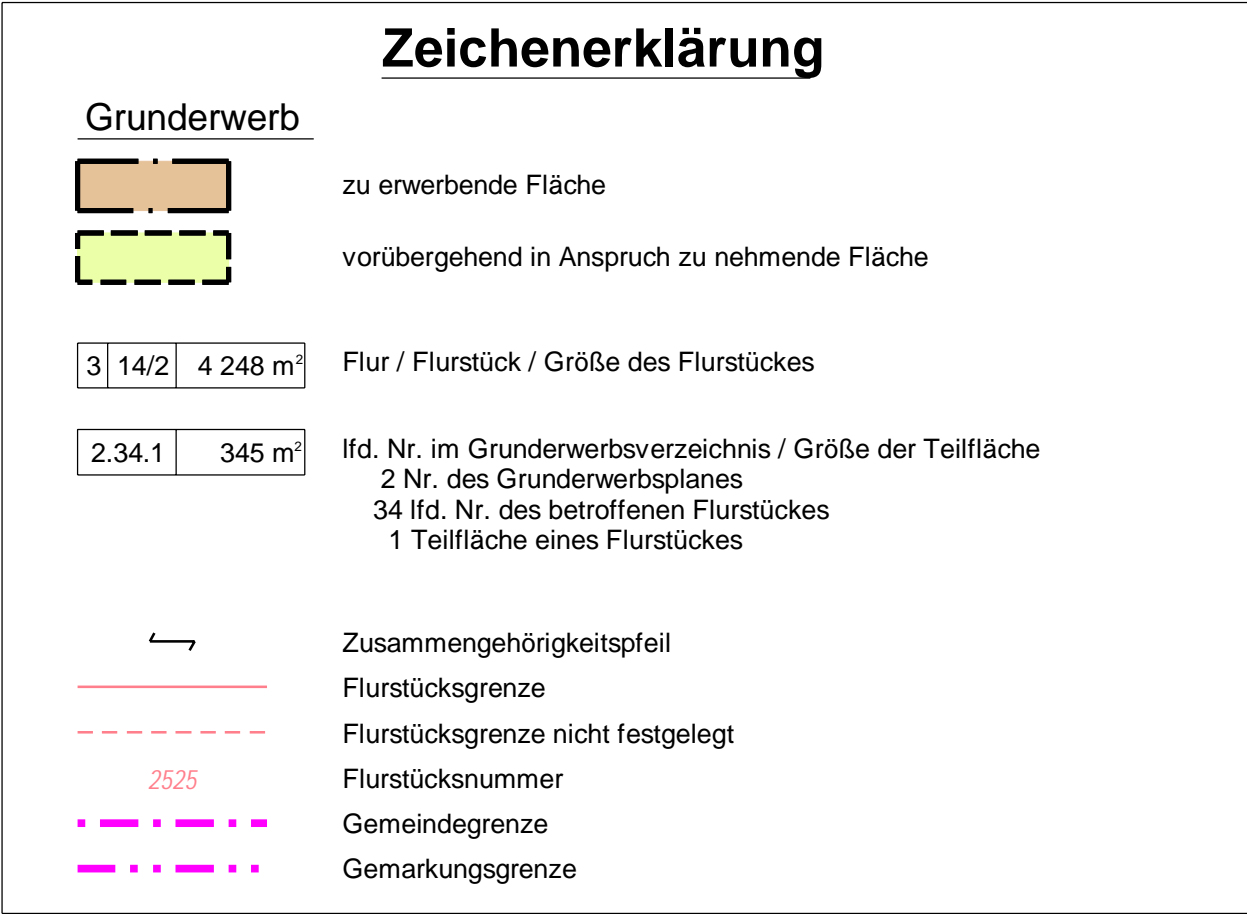 Zeichenerklärung
Grunderwerb
zu erwerbende Fläche
vorübergehend in Anspruch zu nehmende Fläche
3 14/2 4 248 m² Flur / Flurstück / Größe des Flurstückes
2.34.1 345 m² lfd. Nr. im Grunderwerbsverzeichnis / Größe der Teilfläche
2 Nr. des Grunderwerbsplanes
34 lfd. Nr. des betroffenen Flurstückes
1 Teilfläche eines Flurstückes
Zusammengehörigkeitspfeil
Flurstücksgrenze
Flurstücksgrenze nicht festgelegt
2525 Flurstücksnummer
Gemeindegrenze
Gemarkungsgrenze